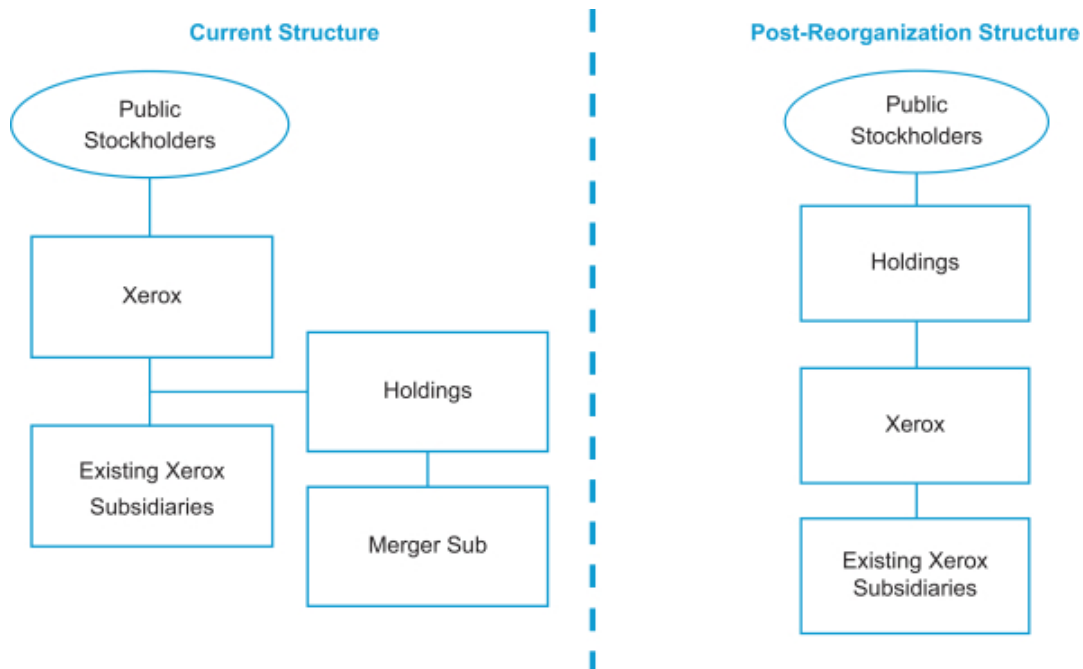 Current Structure
Public
Stockholders
Xerox
Holdings
Existing Xerox
Subsidiaries
Merger Sub
Post-Reorganization Structure
Public
Stockholders
Holdings
Xerox
Existing Xerox
Subsidiaries